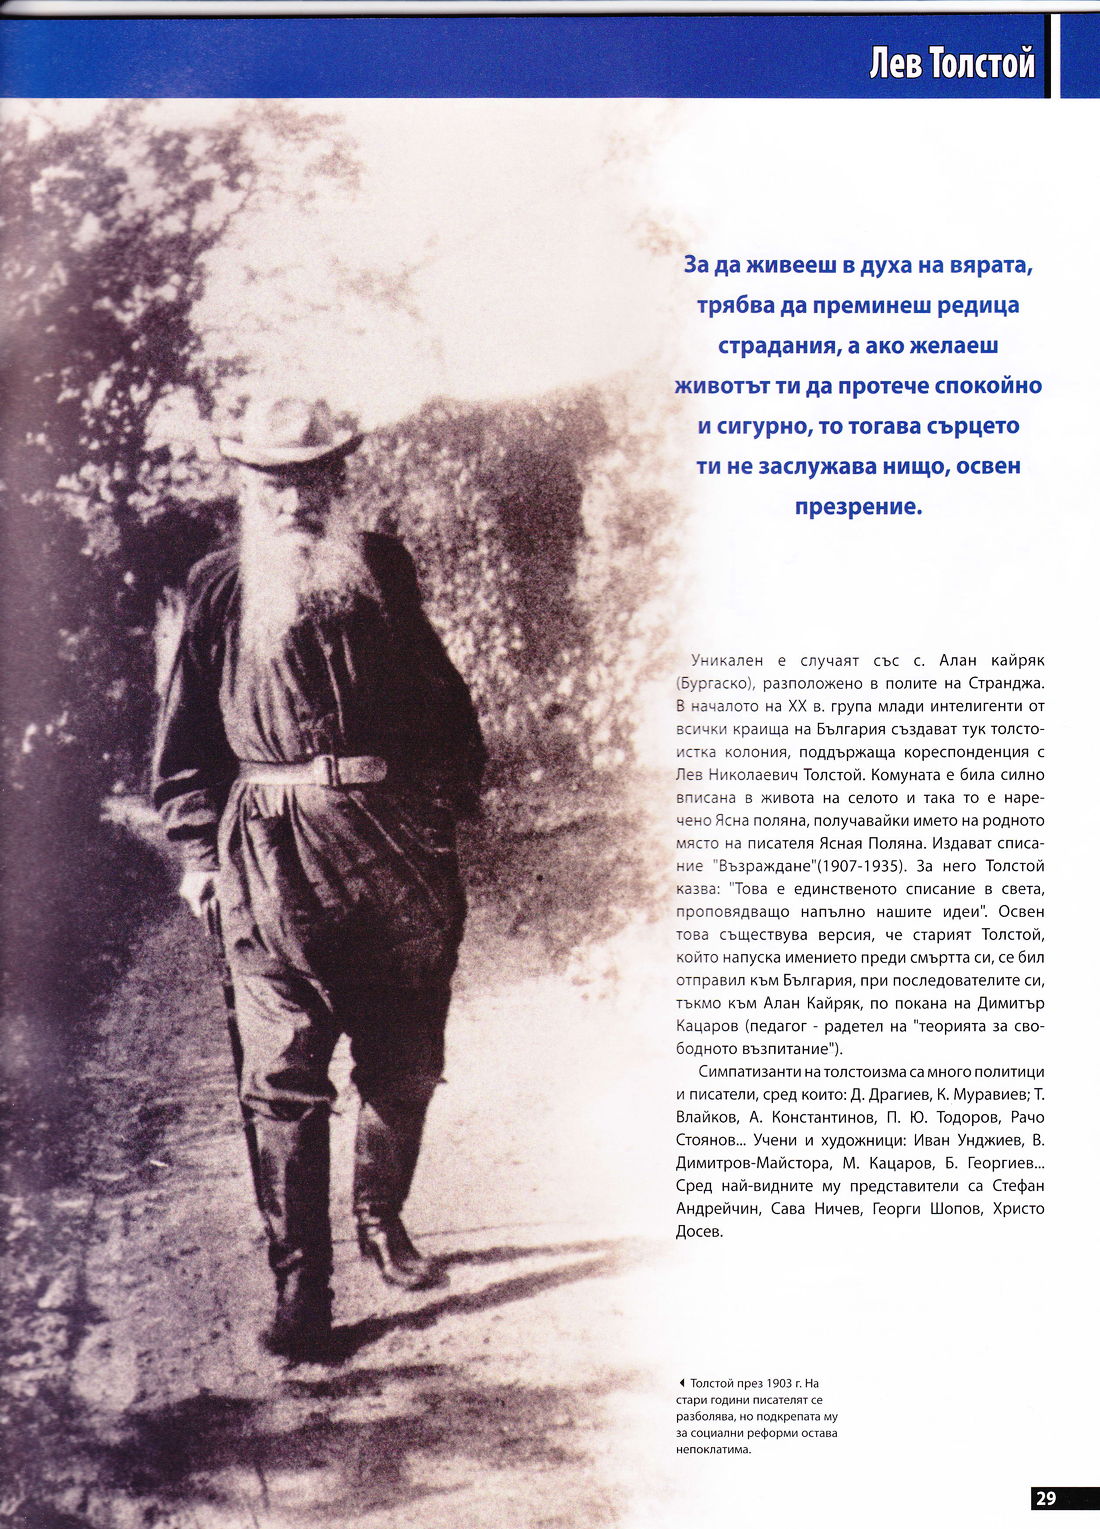 Лев Толстой
За да живееш в духа на вярата,
трябва да преминеш редица
страдания, а ако желаеш
животът ти да протече спокойно
и сигурно, то тогава сърцето
ти не заслужава нищо, освен
презрение.
Уникален е случаят със с. Алан кайряк
(Бургаско), разположено в полите на Странджа.
В началото на XX в. група млади интелигенти от
всички краища на България създават тук толсто-
истка колония, поддържаща кореспонденция с
Лев Николаевич Толстой. Комуната е била силно
вписана в живота на селото и така то е наре-
чено Ясна поляна, получавайки името на родното
място на писателя Ясная Поляна. Издават списа-
ние "Възраждане"(1907-1935). За него Толстой
казва: "Това е единственото списание в света,
проповядващо напълно нашите идеи". Освен
това съществува версия, че старият Толстой,
който напуска имението преди смъртта си, се бил
отправил към България, при последователите си,
тъкмо към Алан Кайряк, по покана на Димитър
Кацаров (педагог - радетел на "теорията за сво-
бодното възпитание").
Симпатизанти на толстоизма са много политици
и писатели, сред които: Д. Драгиев, К. Муравиев; Т.
Влайков, А. Константинов, П. Ю. Тодоров, Рачо
Стоянов... Учени и художници: Иван Унджиев, В.
Димитров-Майстора, М. Кацаров, Б. Георгиев...
Сред най-видните му представители са Стефан
Андрейчин, Сава Ничев, Георги Шопов, Христо
Досев.
Толстой през 1903 г. На
стари години писателят се
разболява, но подкрепата му
за социални реформи остава
непоклатима.
29